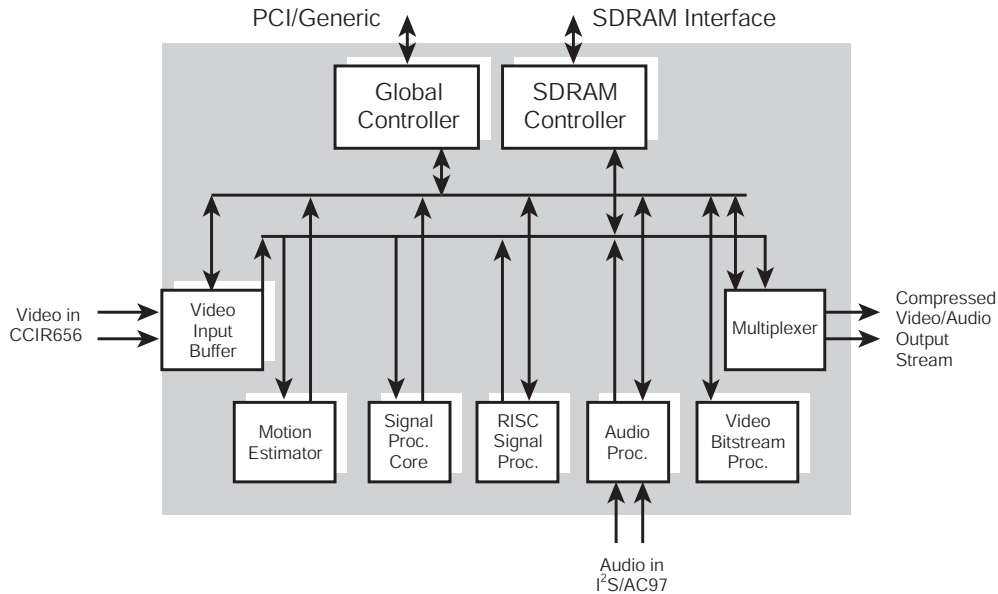 PCI/Generic
SDRAM Interface
Global
Controller
SDRAM
Controller
Video in
CCIR656
Video
Input
Buffer
Multiplexer
Compressed
Video/Audio
Output
Stream
Motion
Estimator
Signal
Proc.
Core
RISC
Signal
Proc.
Audio
Proc.
Video
Bitstream
Proc.
Audio in
I²S/AC97